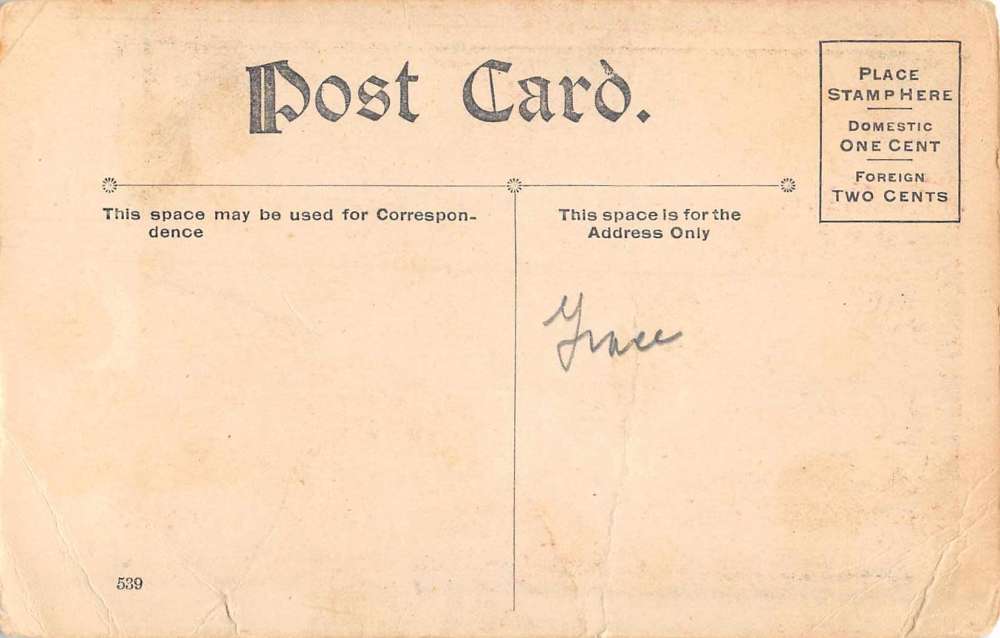 Post Card.
PLACE
STAMP HERE
DOMESTIC
ONE CENT
FOREIGN
TWO CENTS
This space may be used for Correspon-
dence
This space is for the
Address Only
Grace
539